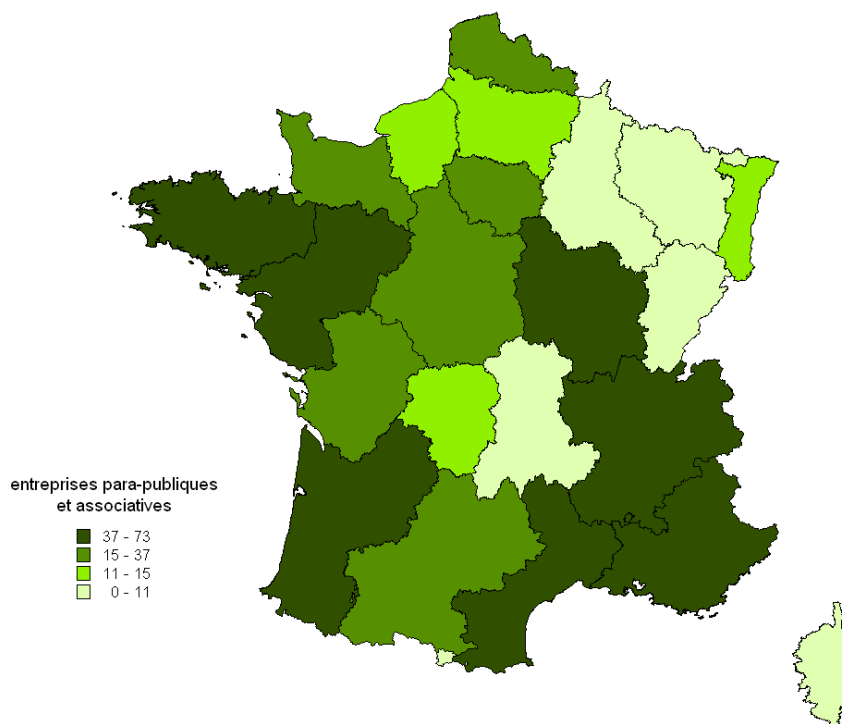 entreprises para-publiques
et associatives
37 - 73
15 - 37
11 - 15
0 - 11